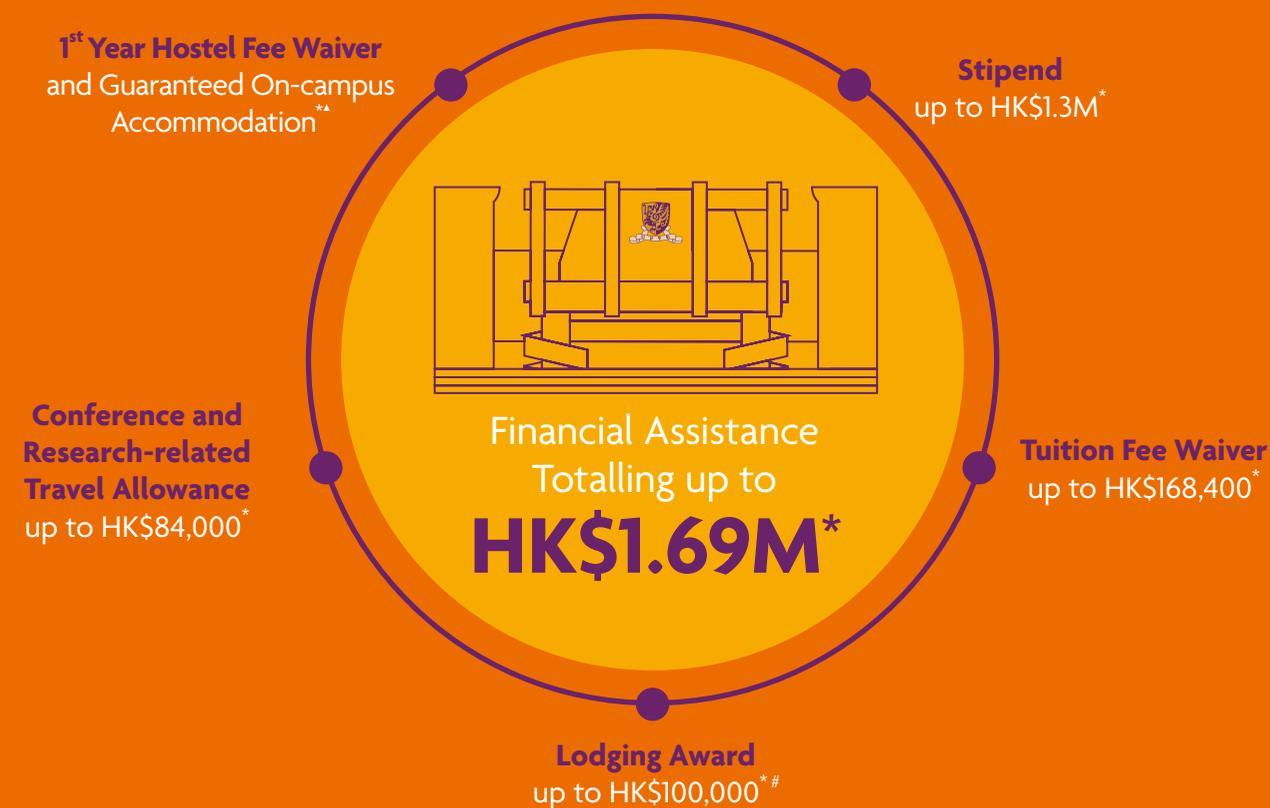 1st Year Hostel Fee Waiver
and Guaranteed On-campus
Accommodation*▲
Stipend
up to HK$1.3M*
Conference and
Research-related
Travel Allowance
up to HK$84,000*
Financial Assistance
Totalling up to
HK$1.69M*
Tuition Fee Waiver
up to HK$168,400*
Lodging Award
up to HK$100,000*#